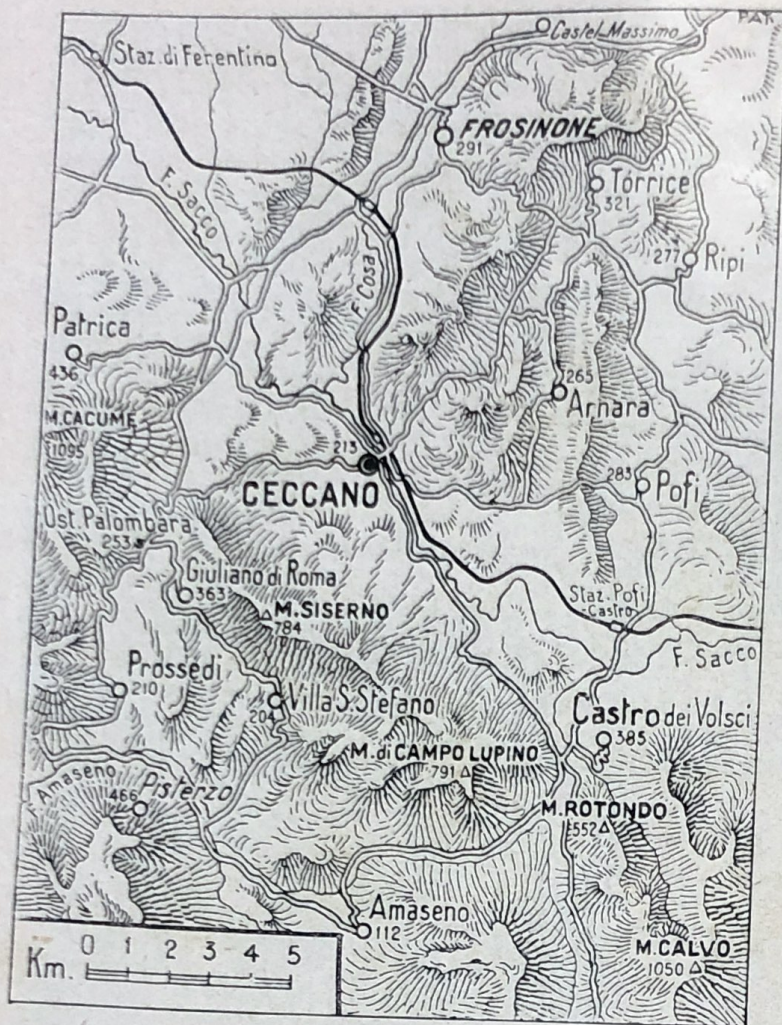 Castel-Massimo
Staz. di Ferentino
FROSINONE
291
Torrice
321
F. Sacco
277
Ripi
F. Cosa
Patrica
436
265
Arnara
M. CACUME
1095
213
CECCANO
283
Pofi
Ost. Palombara
253
Giuliano di Roma
363
M. SISERNO
784
Staz. Pofi
Castro
F. Sacco
Prossedi
210
Villa S. Stefano
204
Castro dei Volsci
385
M. di CAMPO LUPINO
791
Amaseno
Pisterzo
466
M. ROTONDO
552
Amaseno
112
M. CALVO
1050
Km. 0 1 2 3 4 5